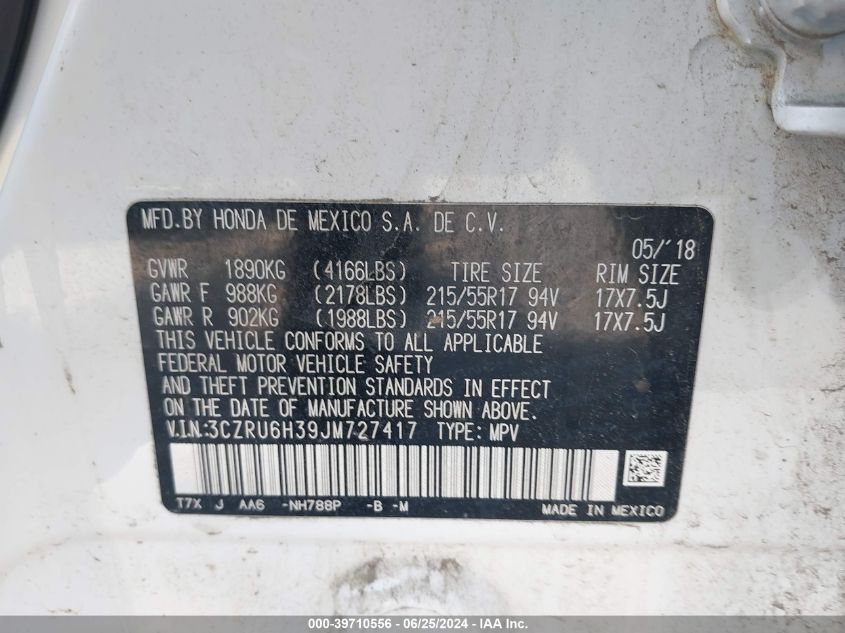 MFD.BY HONDA DE MEXICO S.A. DE C.V.
05/'18
GVWR 1890KG (4166LBS) TIRE SIZE RIM SIZE
GAWR F 988KG (2178LBS) 215/55R17 94V 17X7.5J
GAWR R 902KG (1988LBS) 215/55R17 94V 17X7.5J
THIS VEHICLE CONFORMS TO ALL APPLICABLE
FEDERAL MOTOR VEHICLE SAFETY
AND THEFT PREVENTION STANDARDS IN EFFECT
ON THE DATE OF MANUFACTURE SHOWN ABOVE.
V.I.N.:3CZRU6H39JM727417 TYPE: MPV
T7X J AA6 -NH788P -B -M
MADE IN MEXICO
000-39710556 - 06/25/2024 - IAA Inc.